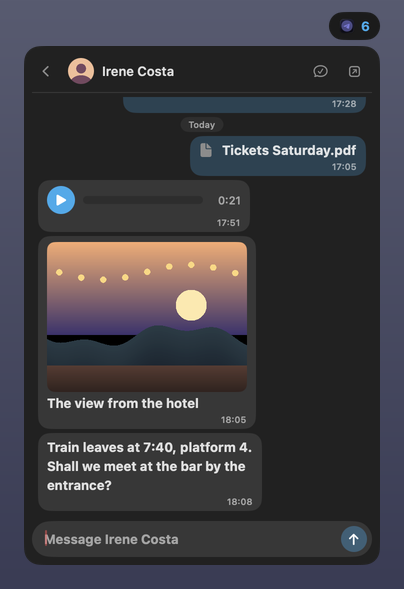 6
Irene Costa
17:28
Today
Tickets Saturday.pdf
17:05
0:21
17:51
The view from the hotel
18:05
Train leaves at 7:40, platform 4.
Shall we meet at the bar by the
entrance?
18:08
Message Irene Costa